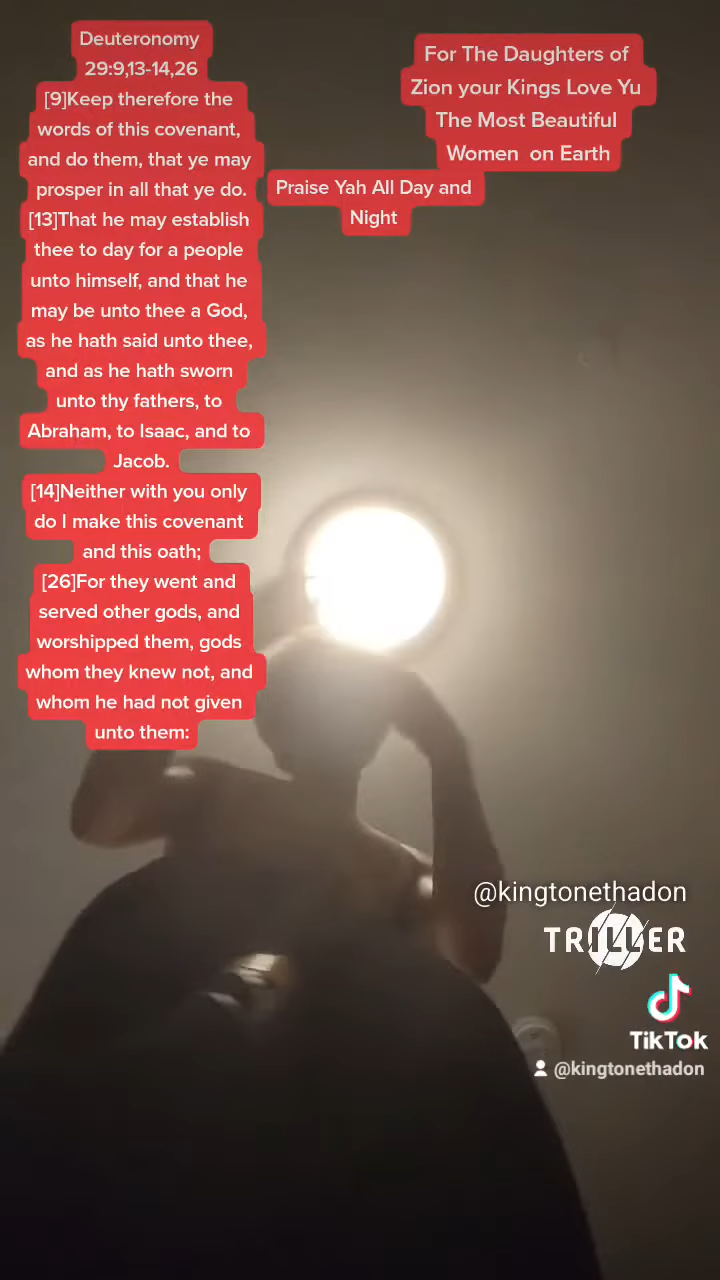 Deuteronomy
29:9,13-14,26
[9]Keep therefore the
words of this covenant,
and do them, that ye may
prosper in all that ye do.
[13]That he may establish
thee to day for a people
unto himself, and that he
may be unto thee a God,
as he hath said unto thee,
and as he hath sworn
unto thy fathers, to
Abraham, to Isaac, and to
Jacob.
[14]Neither with you only
do I make this covenant
and this oath;
[26]For they went and
served other gods, and
worshipped them, gods
whom they knew not, and
whom he had not given
unto them:
For The Daughters of
Zion your Kings Love Yu
The Most Beautiful
Women on Earth
Praise Yah All Day and
Night
@kingtonethadon
TRILLER
TikTok
@kingtonethadon